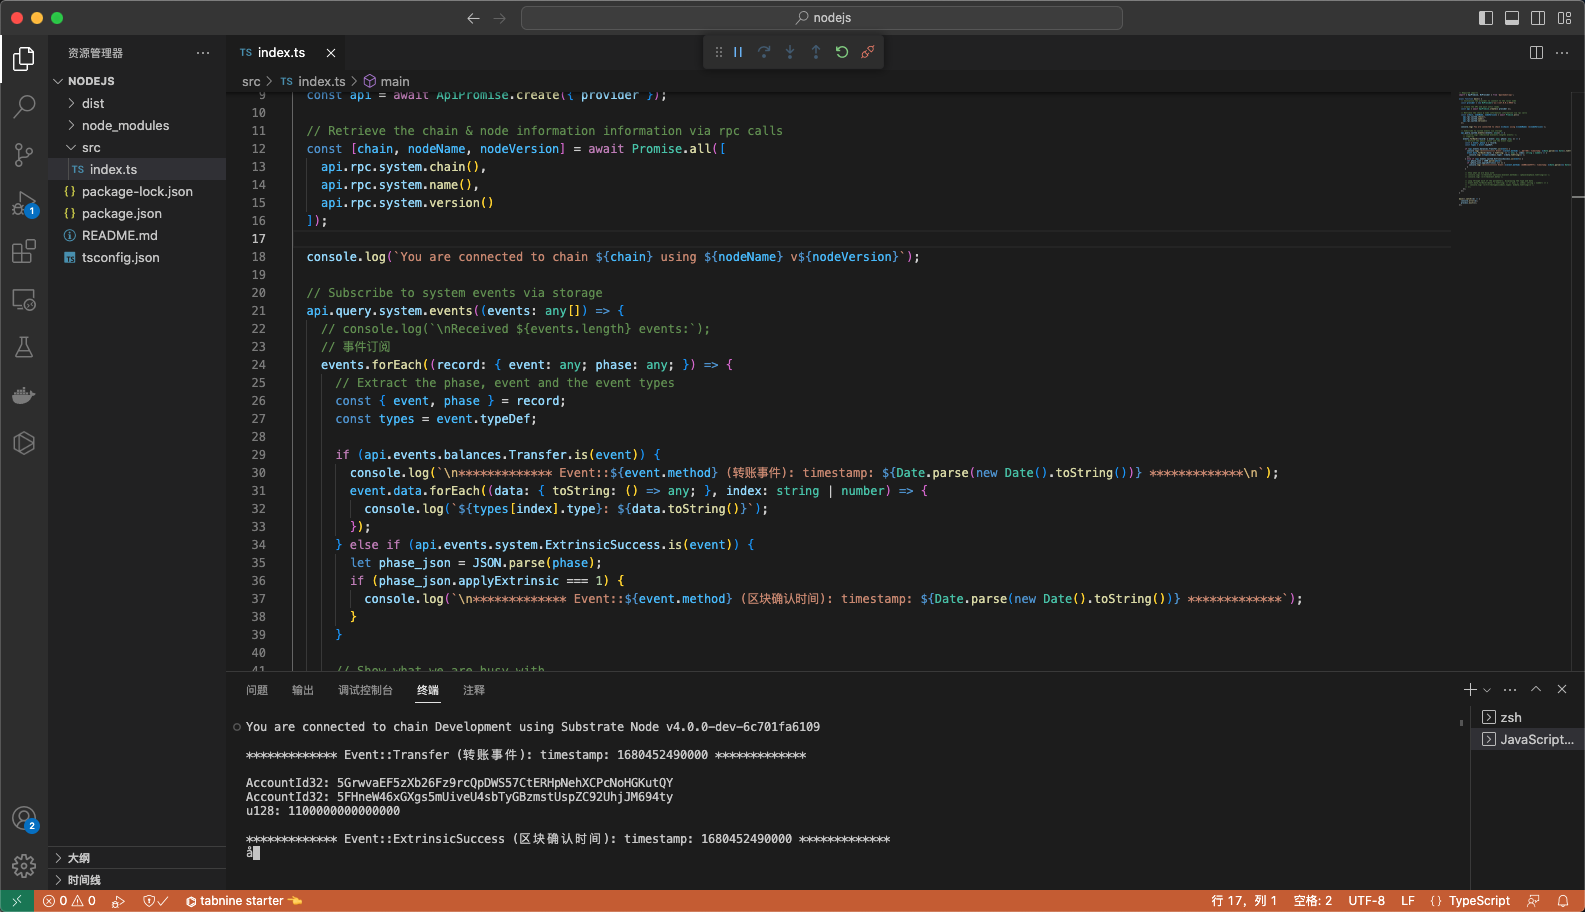 nodejs
资源管理器
TS index.ts
NODEJS
src > TS index.ts > main
dist
node_modules
src
TS index.ts
{} package-lock.json
{} package.json
README.md
TS tsconfig.json
1
2
9 const api = await ApiPromise.create({ provider });
10
11 // Retrieve the chain & node information information via rpc calls
12 const [chain, nodeName, nodeVersion] = await Promise.all([
13 api.rpc.system.chain(),
14 api.rpc.system.name(),
15 api.rpc.system.version()
16 ]);
17
18 console.log(`You are connected to chain ${chain} using ${nodeName} v${nodeVersion}`);
19
20 // Subscribe to system events via storage
21 api.query.system.events((events: any[]) => {
22 // console.log(`\nReceived ${events.length} events:`);
23 // 事件订阅
24 events.forEach((record: { event: any; phase: any; }) => {
25 // Extract the phase, event and the event types
26 const { event, phase } = record;
27 const types = event.typeDef;
28
29 if (api.events.balances.Transfer.is(event)) {
30 console.log(`\n************* Event::${event.method} (转账事件): timestamp: ${Date.parse(new Date().toString())} *************\n`);
31 event.data.forEach((data: { toString: () => any; }, index: string | number) => {
32 console.log(`${types[index].type}: ${data.toString()}`);
33 });
34 } else if (api.events.system.ExtrinsicSuccess.is(event)) {
35 let phase_json = JSON.parse(phase);
36 if (phase_json.applyExtrinsic === 1) {
37 console.log(`\n************* Event::${event.method} (区块确认时间): timestamp: ${Date.parse(new Date().toString())} *************`);
38 }
39 }
40
41 // Show what we are busy with
问题 输出 调试控制台 终端 注释
You are connected to chain Development using Substrate Node v4.0.0-dev-6c701fa6109
************* Event::Transfer (转账事件): timestamp: 1680452490000 *************
AccountId32: 5GrwvaEF5zXb26Fz9rcQpDWS57CtERHpNehXCPcNoHGKutQY
AccountId32: 5FHneW46xGXgs5mUiveU4sbTyGBzmstUspZC92UhjJM694ty
u128: 1100000000000000
************* Event::ExtrinsicSuccess (区块确认时间): timestamp: 1680452490000 *************
å
zsh
JavaScript...
大纲
时间线
0 0 tabnine starter
行 17, 列 1 空格: 2 UTF-8 LF {} TypeScript